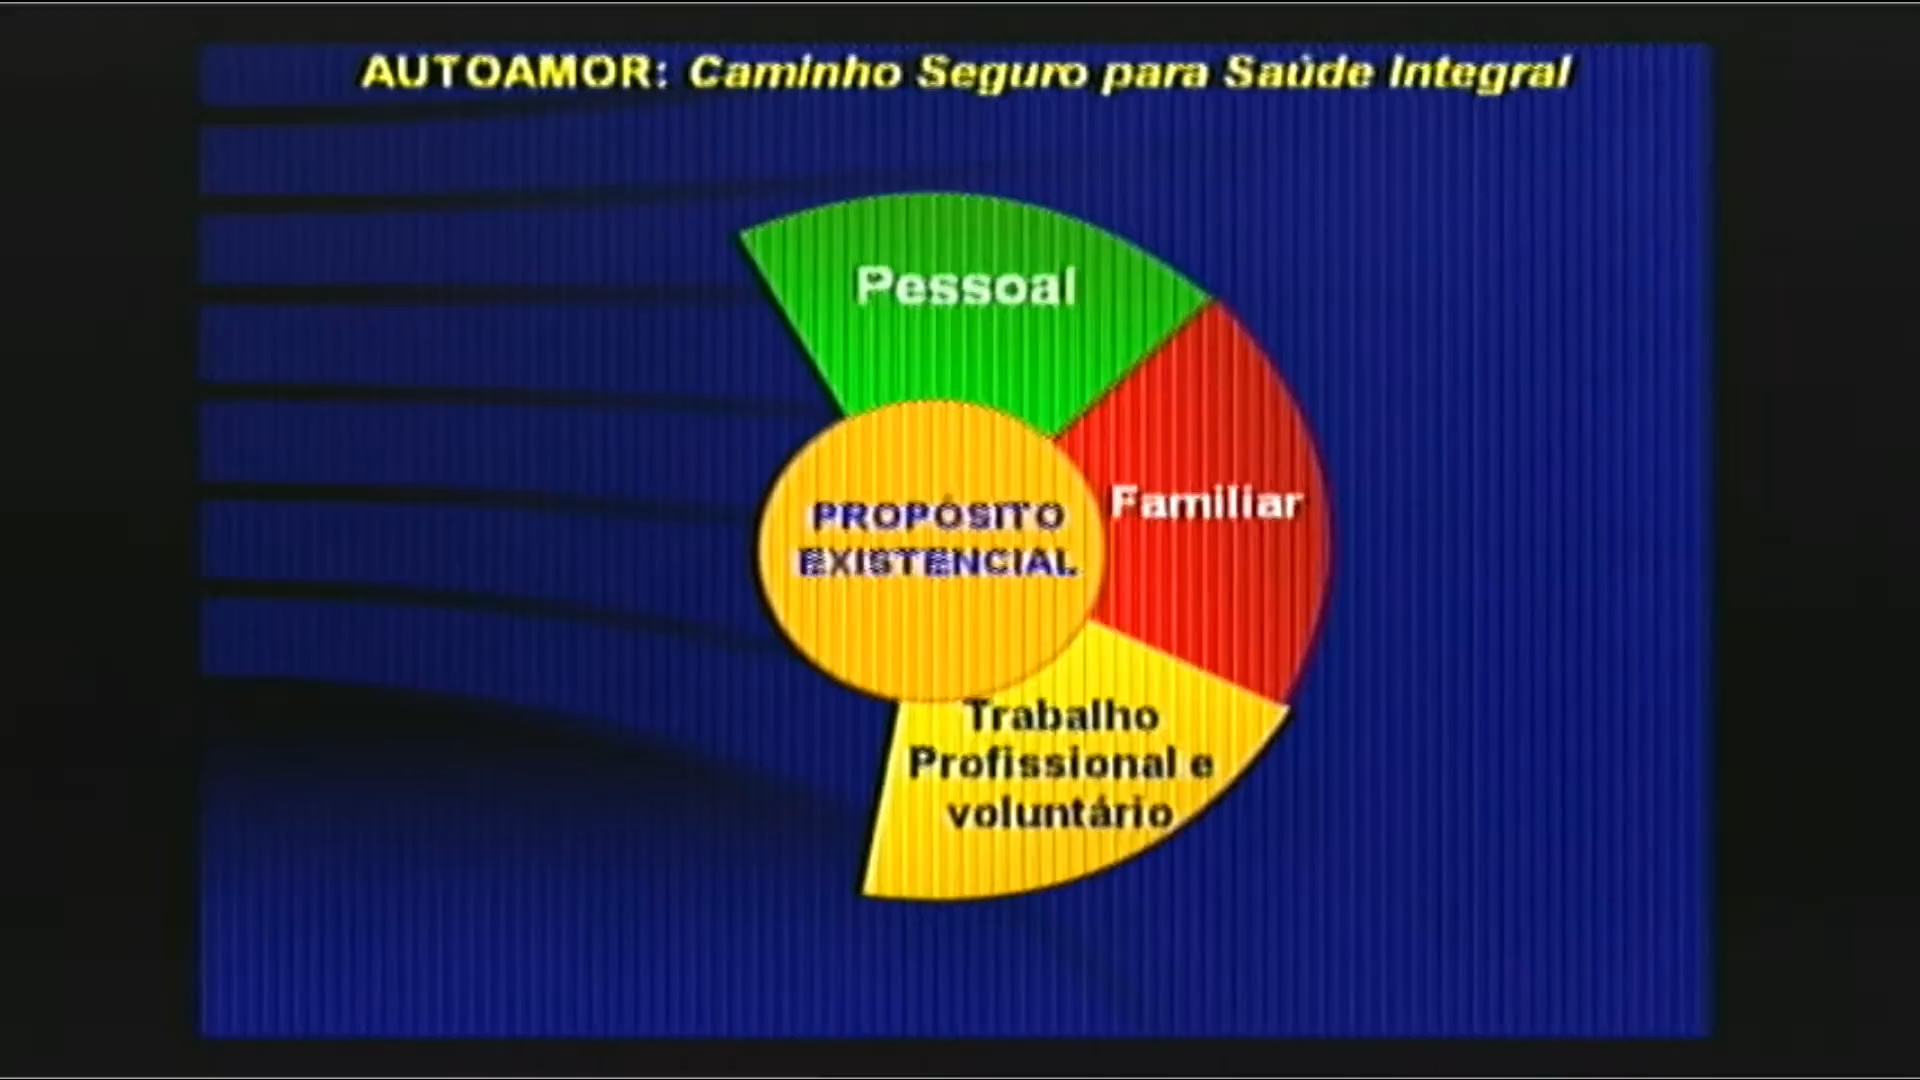 AUTOAMOR: Caminho Seguro para Saúde Integral
Pessoal
Familiar
PROPÓSITO
EXISTENCIAL
Trabalho
Profissional e
voluntário